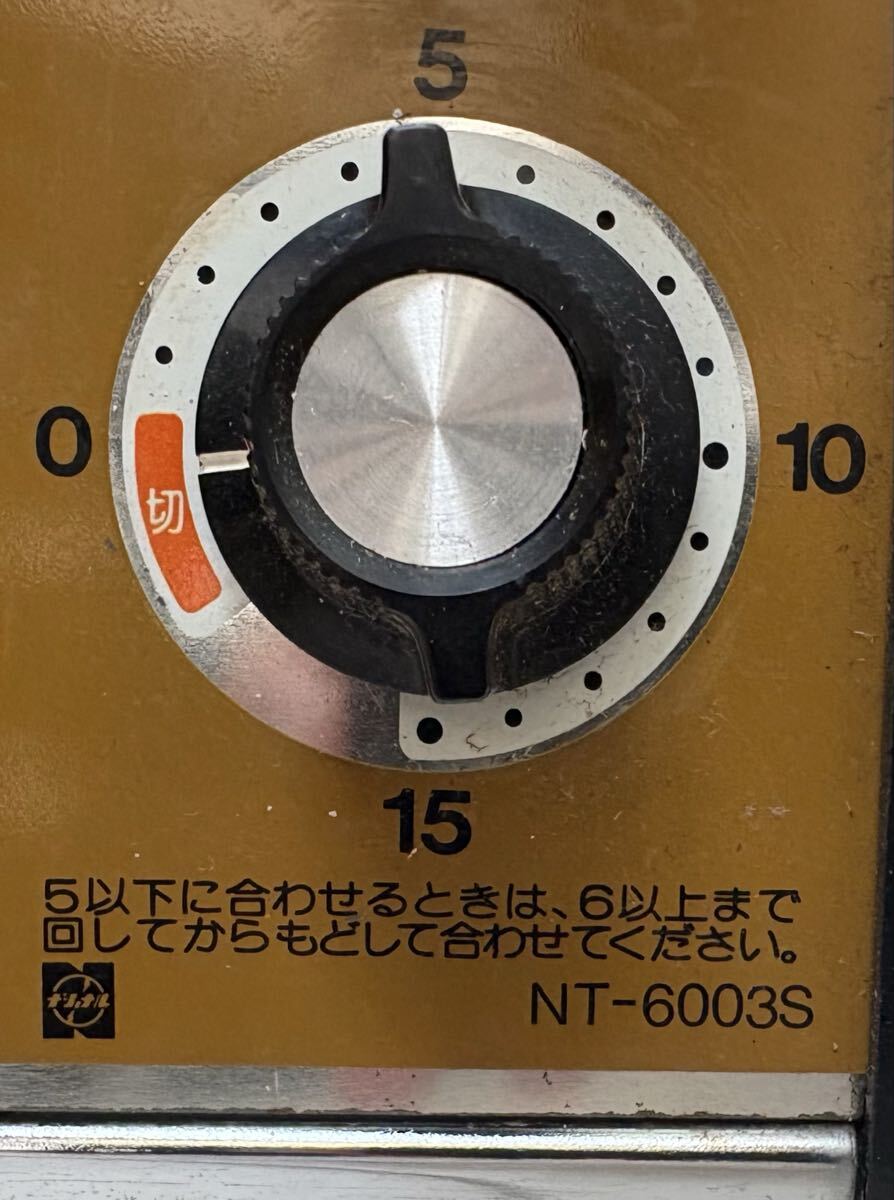 5
0
切
10
15
5以下に合わせるときは、6以上まで
回してからもどして合わせてください。
ナショナル
NT-6003S